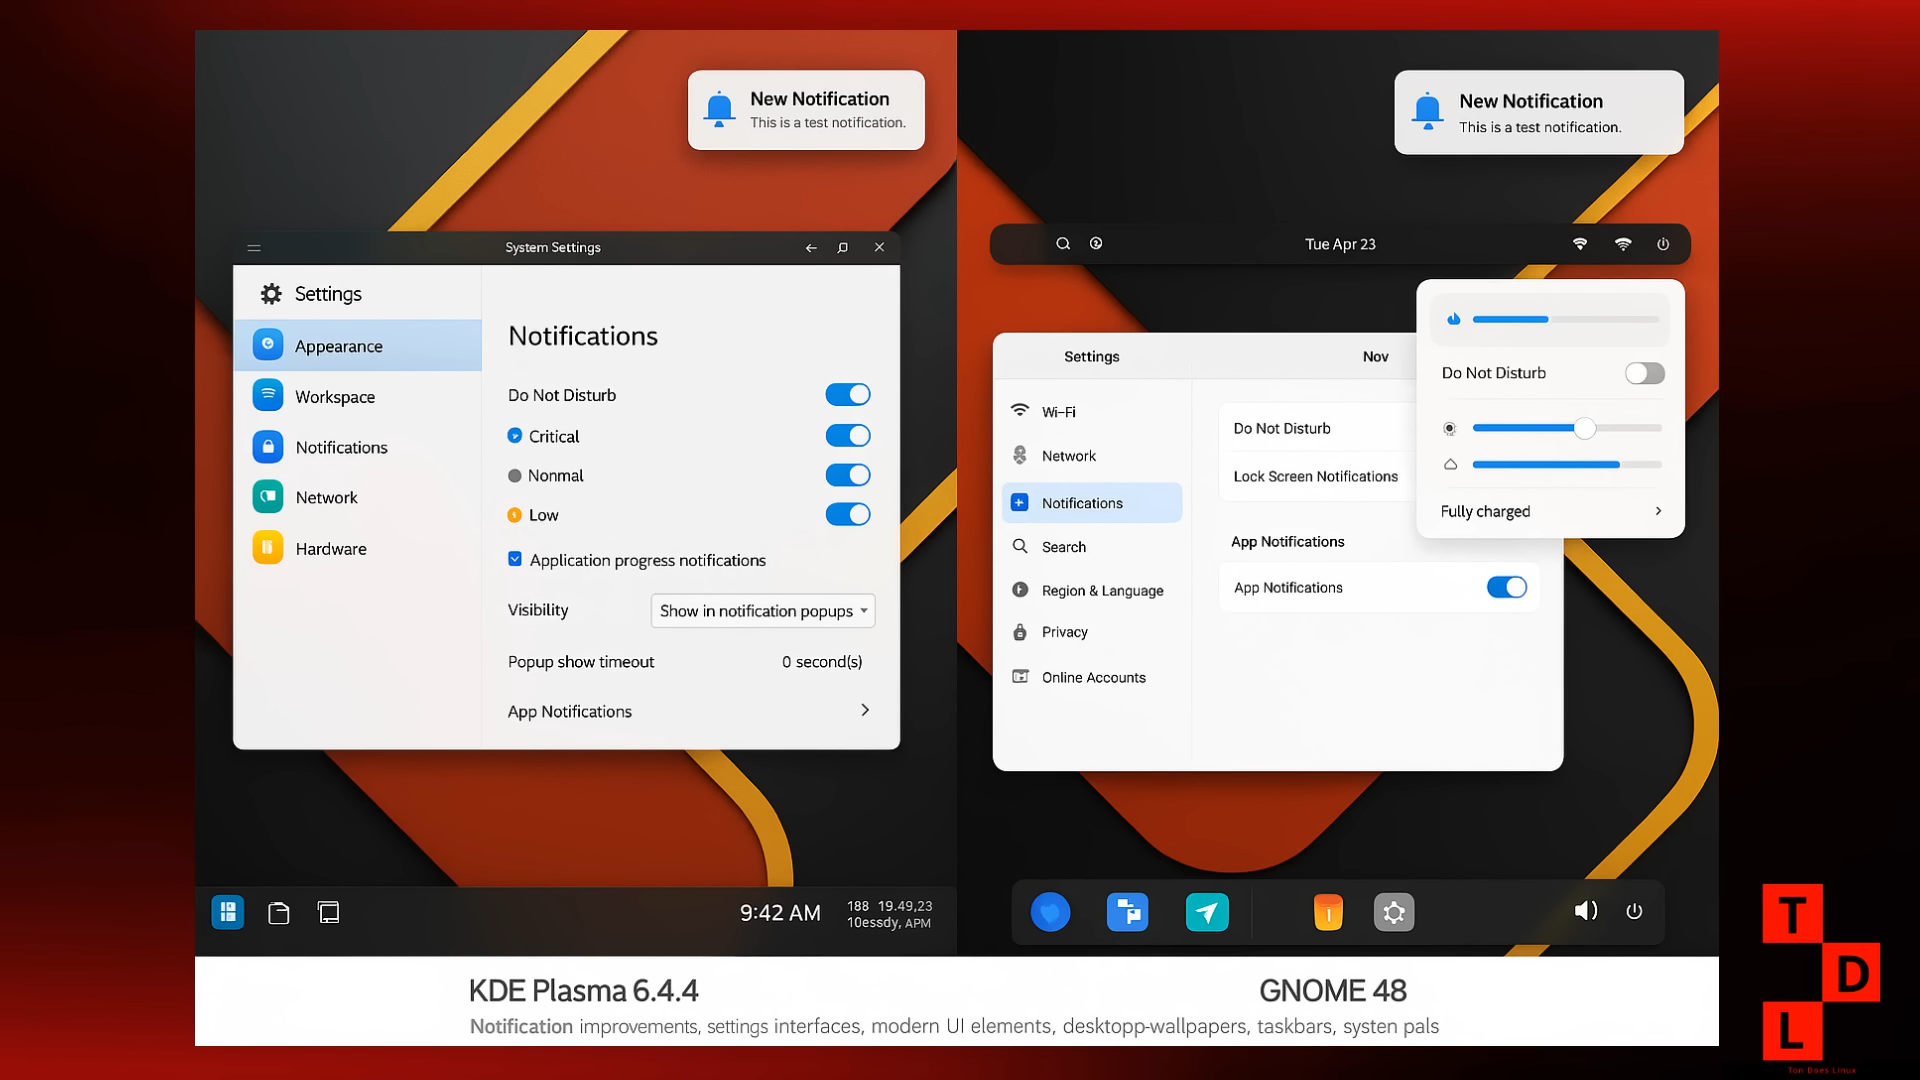 New Notification
This is a test notification.
System Settings
Settings
Appearance
Workspace
Notifications
Network
Hardware
Notifications
Do Not Disturb
Critical
Nonmal
Low
Application progress notifications
Visibility
Show in notification popups
Popup show timeout
0 second(s)
App Notifications
9:42 AM
188 19.49,23
10essdy, APM
New Notification
This is a test notification.
Tue Apr 23
Settings
Nov
Wi-Fi
Network
Notifications
Search
Region & Language
Privacy
Online Accounts
Do Not Disturb
Lock Screen Notifications
App Notifications
App Notifications
Do Not Disturb
Fully charged
KDE Plasma 6.4.4
GNOME 48
Notification improvements, settings interfaces, modern UI elements, desktopp-wallpapers, taskbars, systen pals
T
D
L
Ton Does Linux